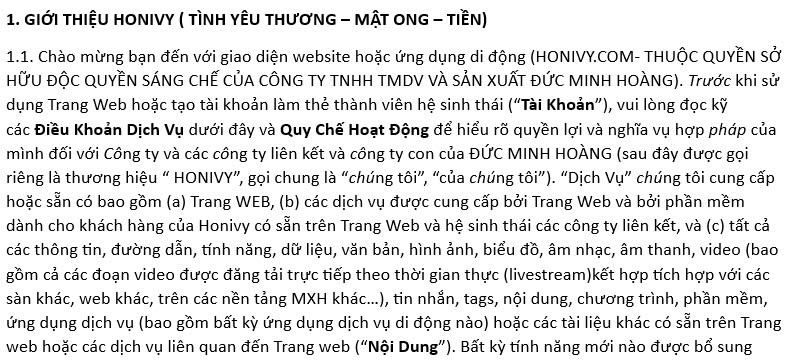 1. GIỚI THIỆU HONIVY ( TÌNH YÊU THƯƠNG – MẬT ONG – TIỀN)
1.1. Chào mừng bạn đến với giao diện website hoặc ứng dụng di động (HONIVY.COM- THUỘC QUYỀN SỞ
HỮU ĐỘC QUYỀN SÁNG CHẾ CỦA CÔNG TY TNHH TMDV VÀ SẢN XUẤT ĐỨC MINH HOÀNG). Trước khi sử
dụng Trang Web hoặc tạo tài khoản làm thẻ thành viên hệ sinh thái (“Tài Khoản”), vui lòng đọc kỹ
các Điều Khoản Dịch Vụ dưới đây và Quy Chế Hoạt Động để hiểu rõ quyền lợi và nghĩa vụ hợp pháp của
mình đối với Công ty và các công ty liên kết và công ty con của ĐỨC MINH HOÀNG (sau đây được gọi
riêng là thương hiệu “ HONIVY”, gọi chung là “chúng tôi”, “của chúng tôi”). “Dịch Vụ” chúng tôi cung cấp
hoặc sẵn có bao gồm (a) Trang WEB, (b) các dịch vụ được cung cấp bởi Trang Web và bởi phần mềm
dành cho khách hàng của Honivy có sẵn trên Trang Web và hệ sinh thái các công ty liên kết, và (c) tất cả
các thông tin, đường dẫn, tính năng, dữ liệu, văn bản, hình ảnh, biểu đồ, âm nhạc, âm thanh, video (bao
gồm cả các đoạn video được đăng tải trực tiếp theo thời gian thực (livestream)kết hợp tích hợp với các
sàn khác, web khác, trên các nền tảng MXH khác...), tin nhắn, tags, nội dung, chương trình, phần mềm,
ứng dụng dịch vụ (bao gồm bất kỳ ứng dụng dịch vụ di động nào) hoặc các tài liệu khác có sẵn trên Trang
web hoặc các dịch vụ liên quan đến Trang web (“Nội Dung”). Bất kỳ tính năng mới nào được bổ sung